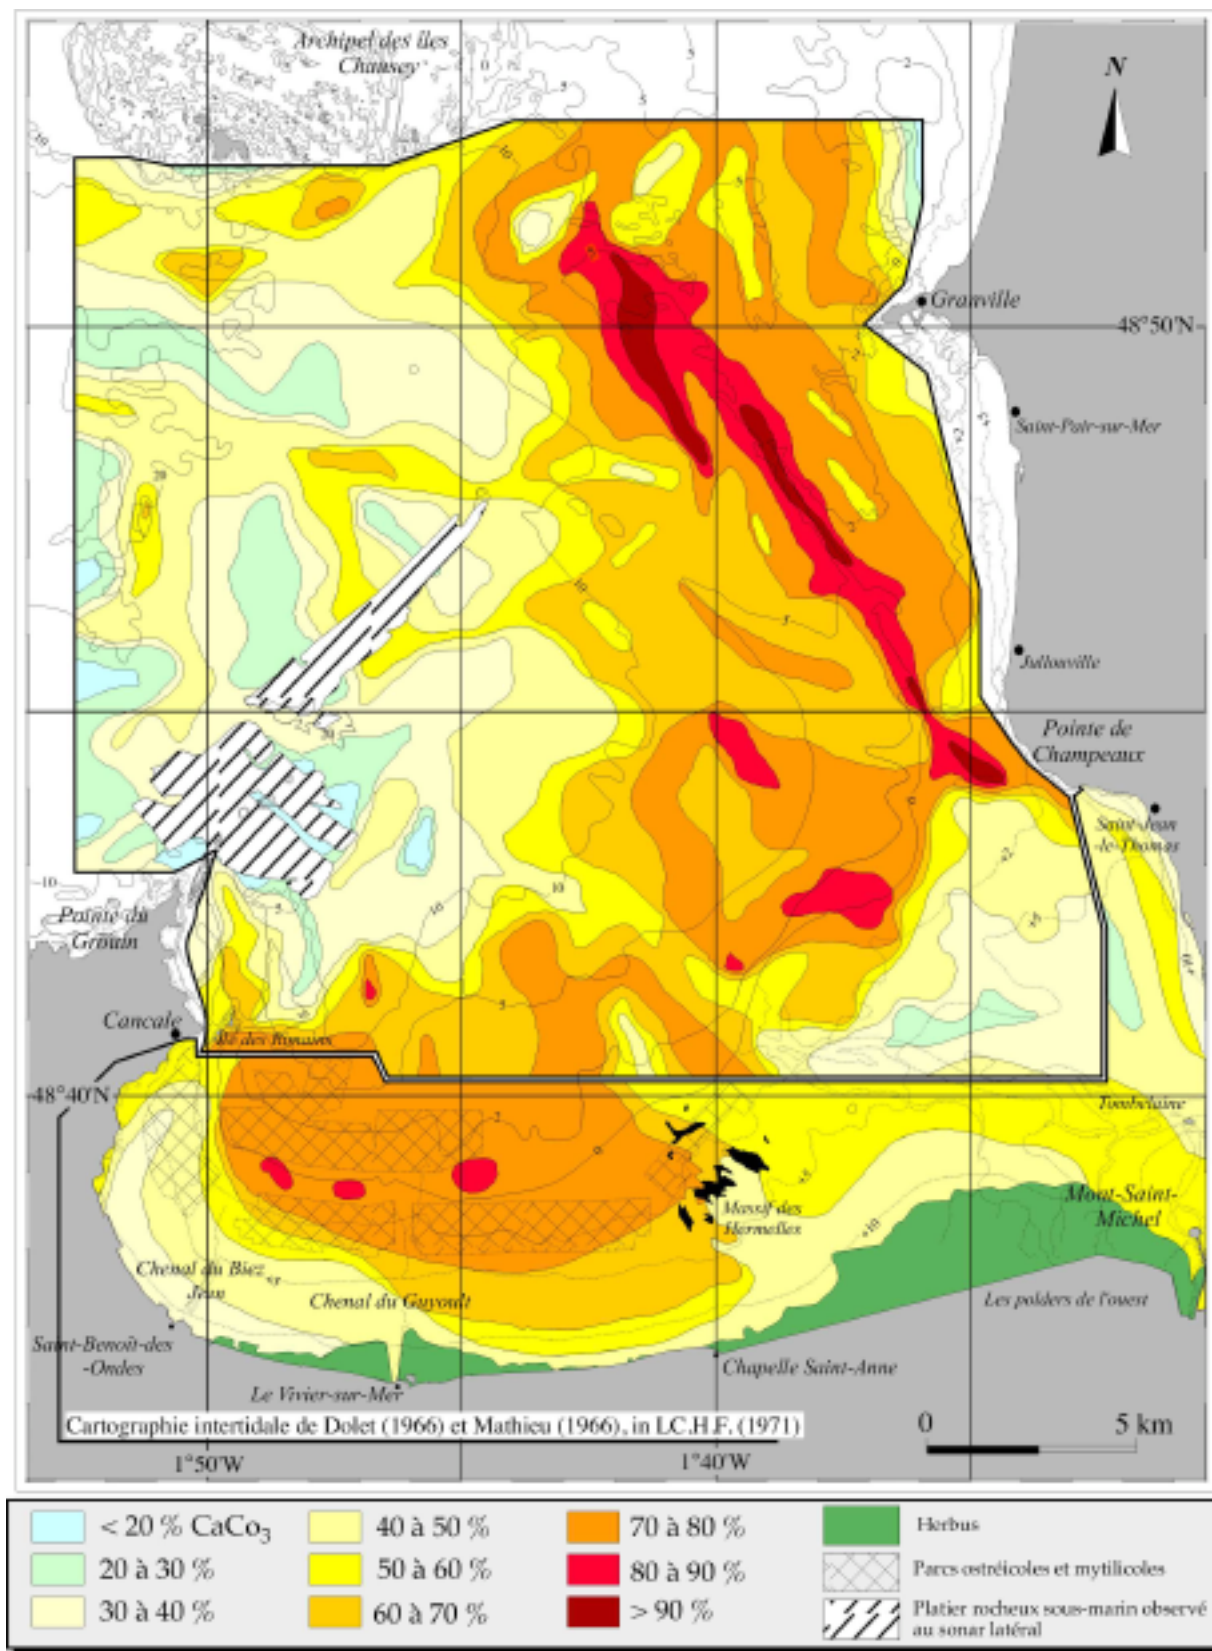 Archipel des îles
Chausey
N
Granville
48°50'N
Saint-Pair-sur-Mer
Jullouville
Pointe de
Champeaux
Saint-Jean
-le-Thomas
Pointe du
Grouin
Cancale
Ile des Rimains
48°40'N
Tombelaine
Mont-Saint-
Michel
Massif des
Hermelles
Chenal du Biez
Jean
Chenal du Guyoult
Les polders de l'ouest
Saint-Benoît-des
-Ondes
Chapelle Saint-Anne
Le Vivier-sur-Mer
Cartographie intertidale de Dolet (1966) et Mathieu (1966), in L.C.H.F. (1971)
0 5 km
1°50'W 1°40'W
< 20 % CaCo3 40 à 50 % 70 à 80 % Herbus
20 à 30 % 50 à 60 % 80 à 90 % Parcs ostréicoles et mytilicoles
30 à 40 % 60 à 70 % > 90 % Platier rocheux sous-marin observé
au sonar latéral